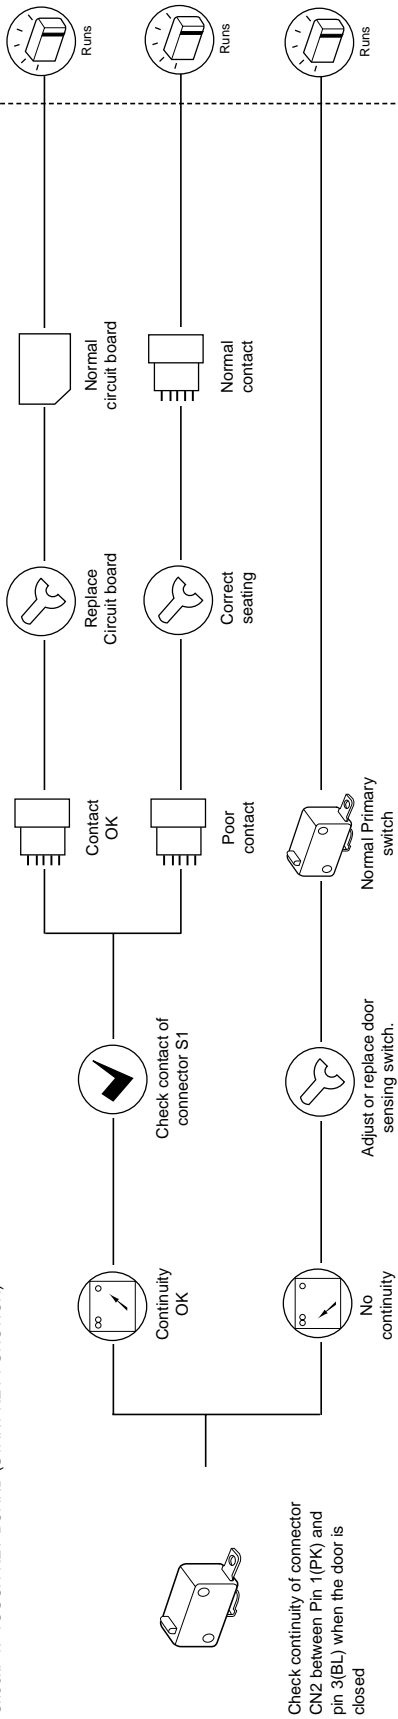 Check continuity of connector
CN2 between Pin 1(PK) and
pin 3(BL) when the door is
closed
Continuity
OK
Check contact of
connector S1
Contact
OK
Replace
Circuit board
Normal
circuit board
Runs
Poor
contact
Correct
seating
Normal
contact
Runs
No
continuity
Adjust or replace door
sensing switch.
Normal Primary
switch
Runs